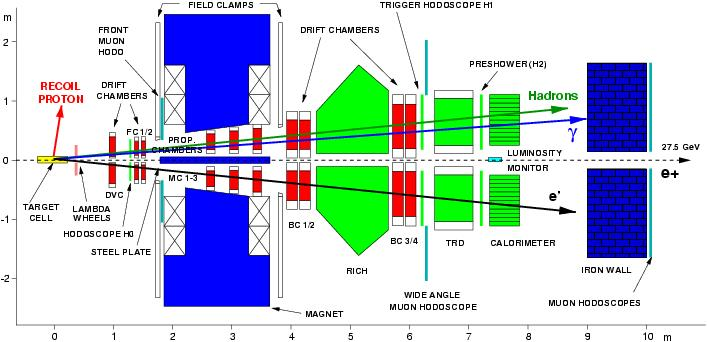 FIELD CLAMPS
TRIGGER HODOSCOPE H1
m
2
FRONT
MUON
HODO
DRIFT CHAMBERS
PRESHOWER (H2)
RECOIL
PROTON
DRIFT
CHAMBERS
Hadrons
1
FC 1/2
γ
PROP.
CHAMBERS
27.5 GeV
LUMINOSITY
MONITOR
0
MC 1-3
e+
DVC
e'
TARGET
CELL
LAMBDA
WHEELS
HODOSCOPE H0
STEEL PLATE
-1
BC 1/2
BC 3/4
TRD
CALORIMETER
RICH
IRON WALL
-2
WIDE ANGLE
MUON HODOSCOPE
MUON HODOSCOPES
MAGNET
0 1 2 3 4 5 6 7 8 9 10 m